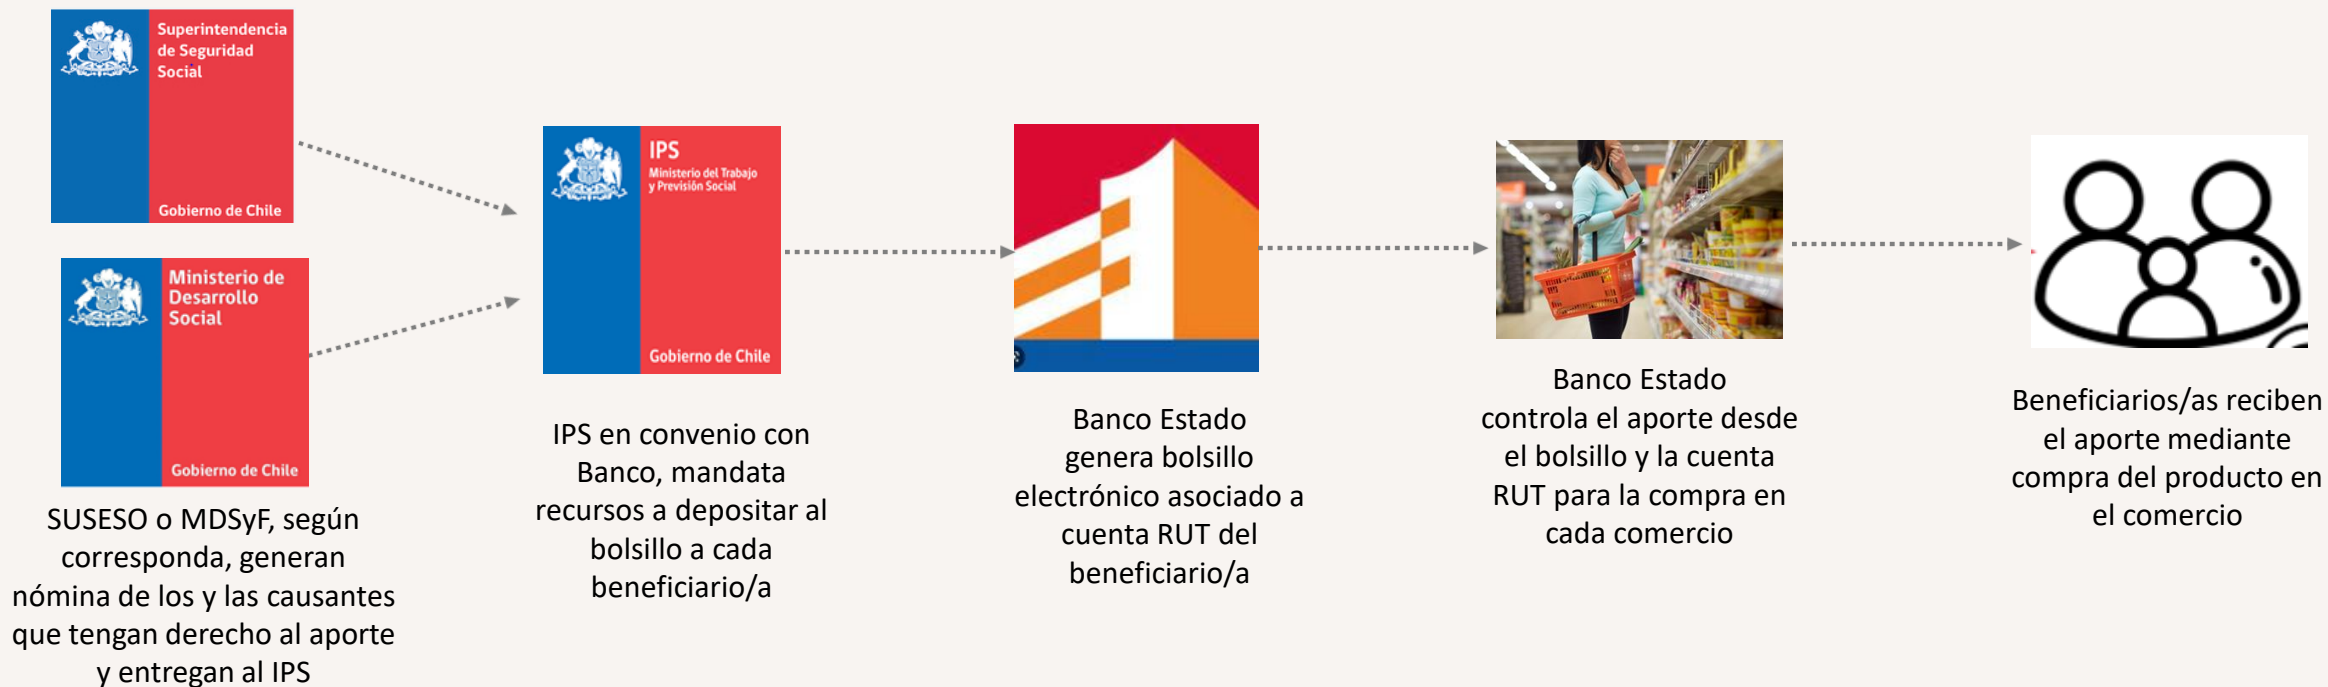 Superintendencia
de Seguridad
Social
Gobierno de Chile
Ministerio de
Desarrollo
Social
Gobierno de Chile
SUSESO o MDSyF, según
corresponda, generan
nómina de los y las causantes
que tengan derecho al aporte
y entregan al IPS
IPS
Ministerio del Trabajo
y Previsión Social
Gobierno de Chile
IPS en convenio con
Banco, mandata
recursos a depositar al
bolsillo a cada
beneficiario/a
Banco Estado
genera bolsillo
electrónico asociado a
cuenta RUT del
beneficiario/a
Banco Estado
controla el aporte desde
el bolsillo y la cuenta
RUT para la compra en
cada comercio
Beneficiarios/as reciben
el aporte mediante
compra del producto en
el comercio